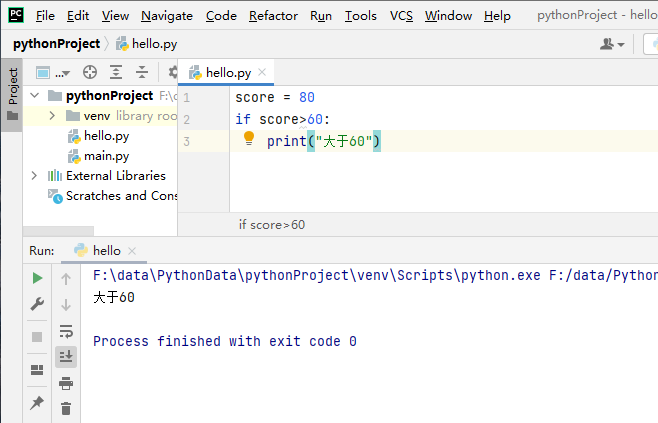 PC File Edit View Navigate Code Refactor Run Tools VCS Window Help pythonProject - hello
pythonProject hello.py
Project
... hello.py
pythonProject F:\
venv library roo
hello.py
main.py
External Libraries
Scratches and Cons
1 score = 80
2 if score>60:
3 print("大于60")
if score>60
Run: hello
F:\data\PythonData\pythonProject\venv\Scripts\python.exe F:/data/Python
大于60
Process finished with exit code 0